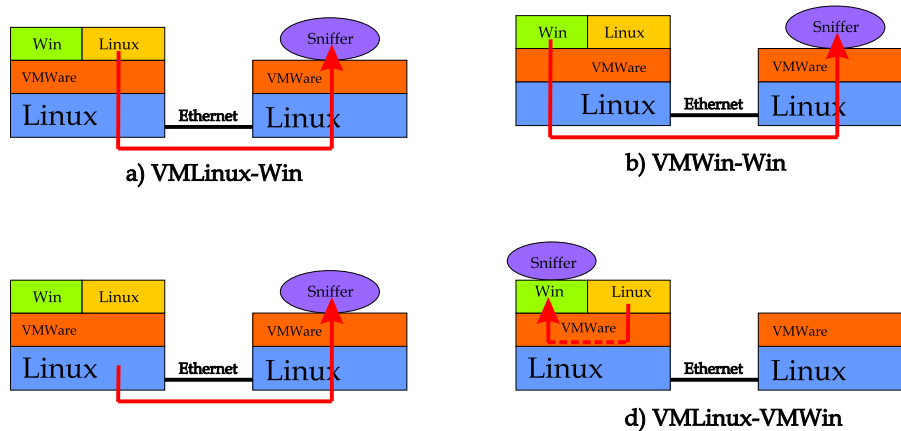 Win Linux Sniffer
VMWare VMWare
Linux Ethernet Linux
a) VMLinux-Win
Win Linux Sniffer
VMWare VMWare
Linux Ethernet Linux
b) VMWin-Win
Win Linux Sniffer
VMWare VMWare
Linux Ethernet Linux
Sniffer
Win Linux
VMWare VMWare
Linux Ethernet Linux
d) VMLinux-VMWin